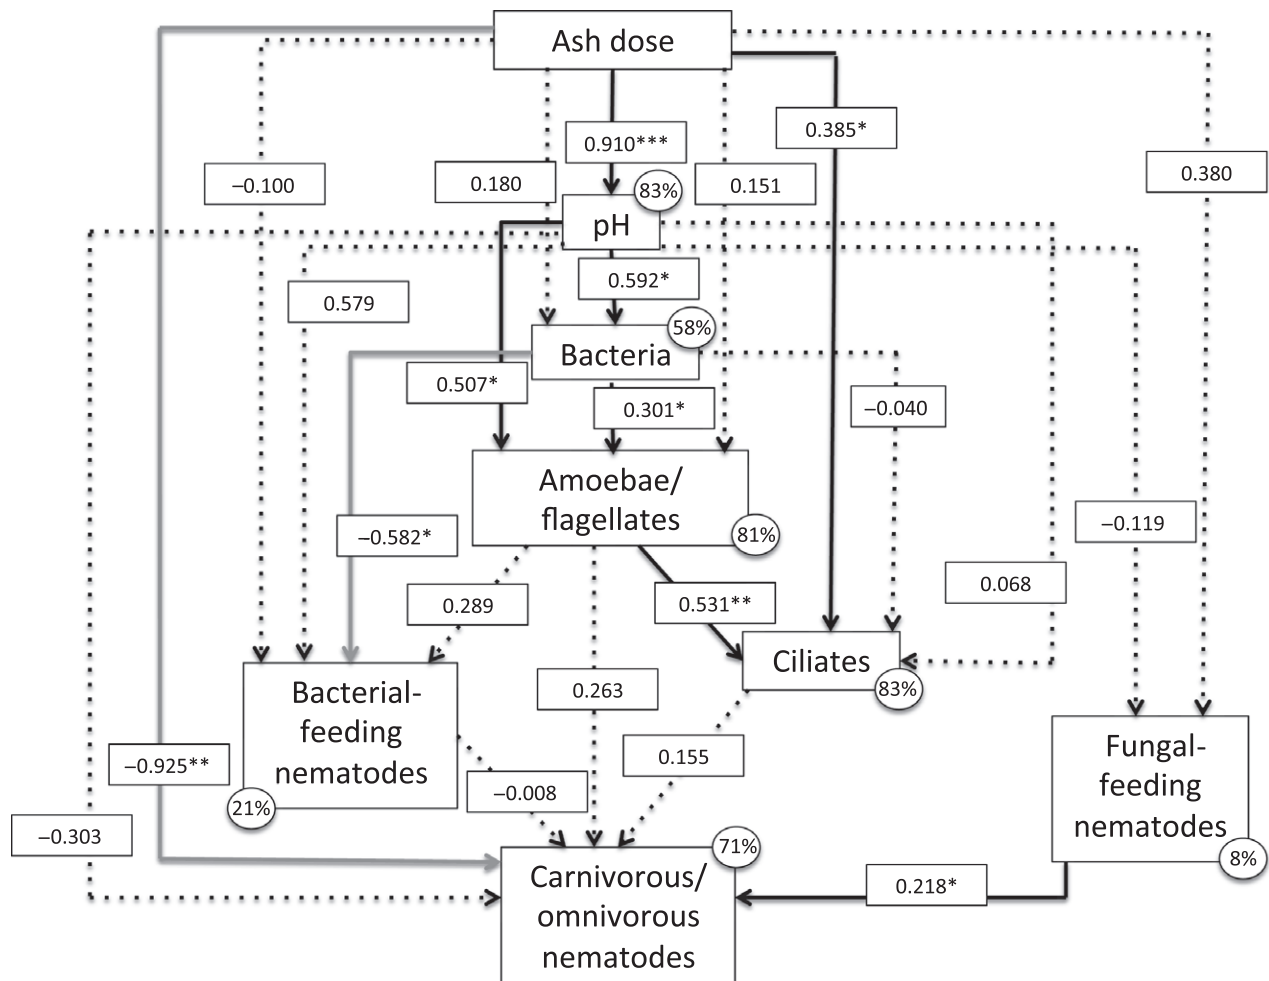 Ash dose
0.910***
0.385*
0.380
–0.100
0.180
0.151
83%
pH
0.592*
0.579
58%
Bacteria
0.507*
0.301*
–0.040
Amoebae/
flagellates
81%
–0.582*
–0.119
0.289
0.531**
0.068
Ciliates
83%
0.263
Bacterial-
feeding
nematodes
21%
0.155
Fungal-
feeding
nematodes
8%
–0.925**
–0.008
–0.303
71%
Carnivorous/
omnivorous
nematodes
0.218*